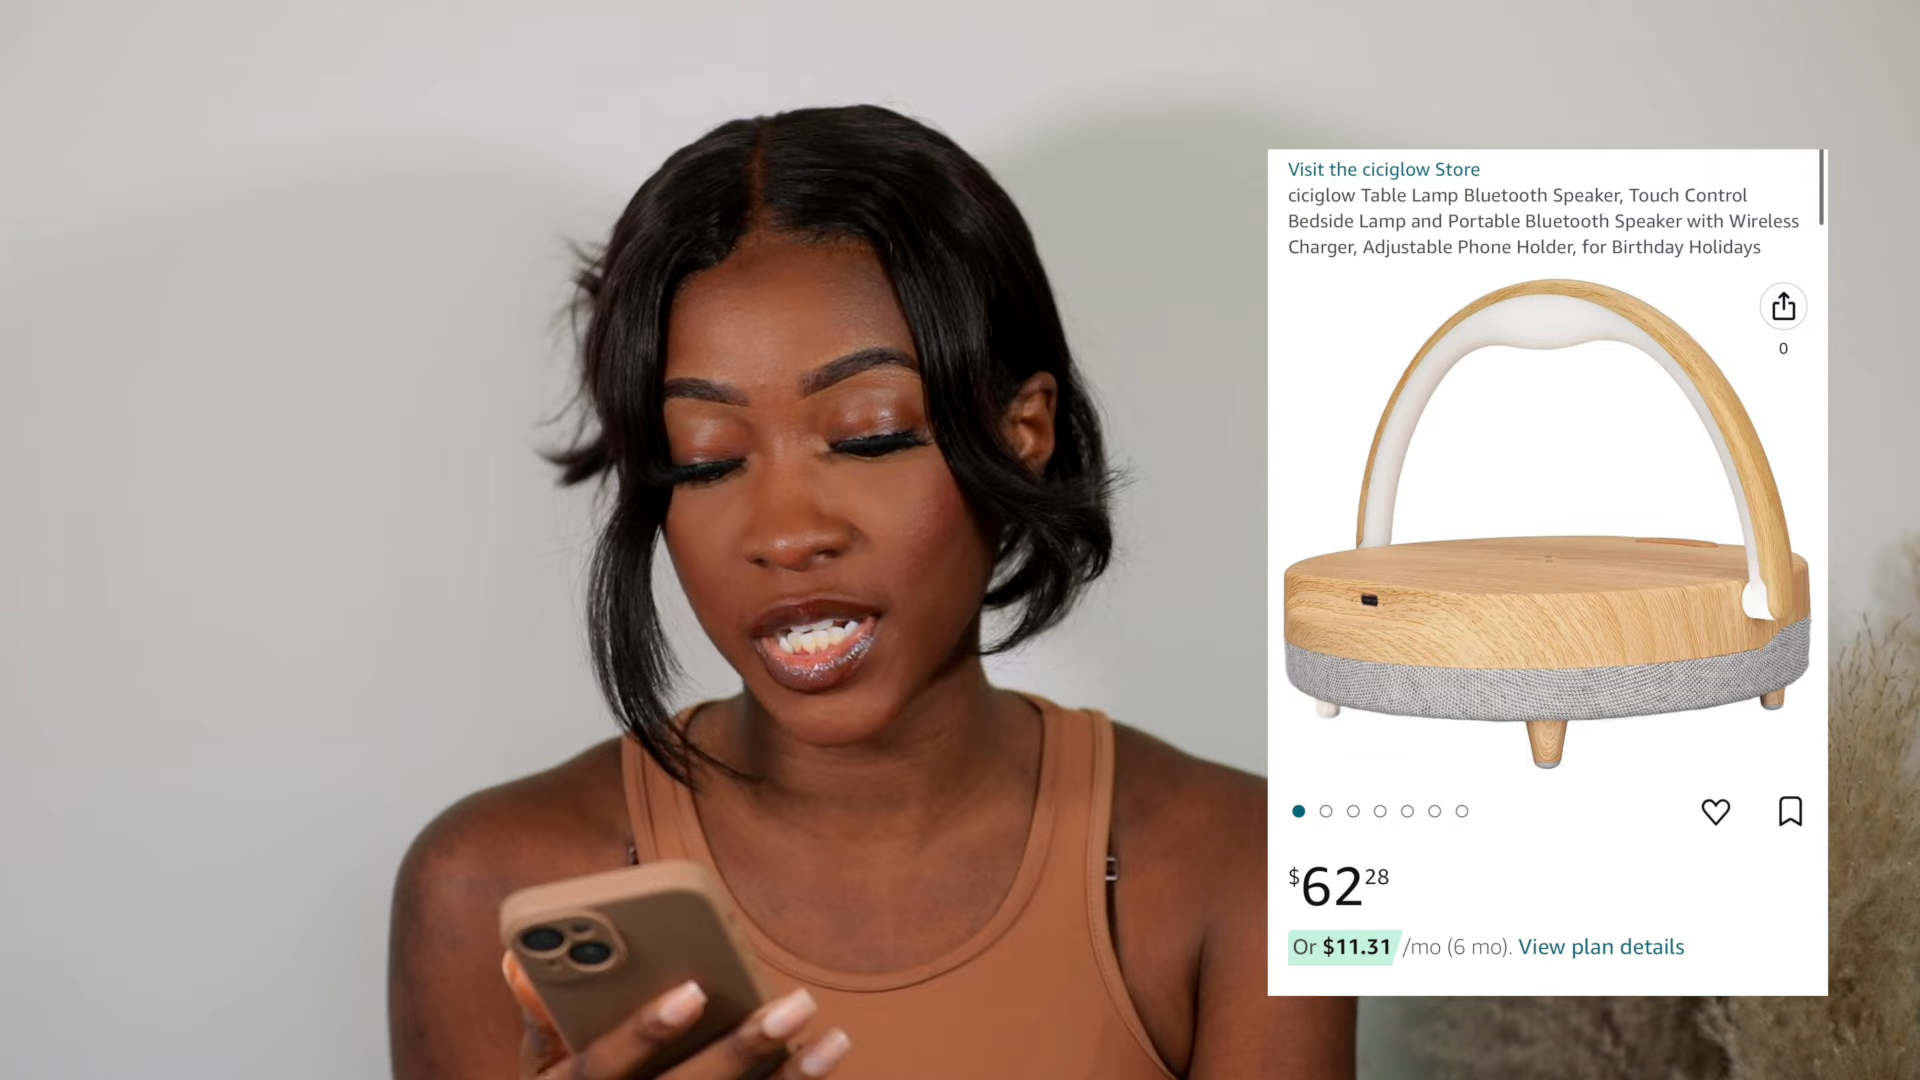 Visit the ciciglow Store
ciciglow Table Lamp Bluetooth Speaker, Touch Control
Bedside Lamp and Portable Bluetooth Speaker with Wireless
Charger, Adjustable Phone Holder, for Birthday Holidays
0
$62 28
Or $11.31 /mo (6 mo). View plan details